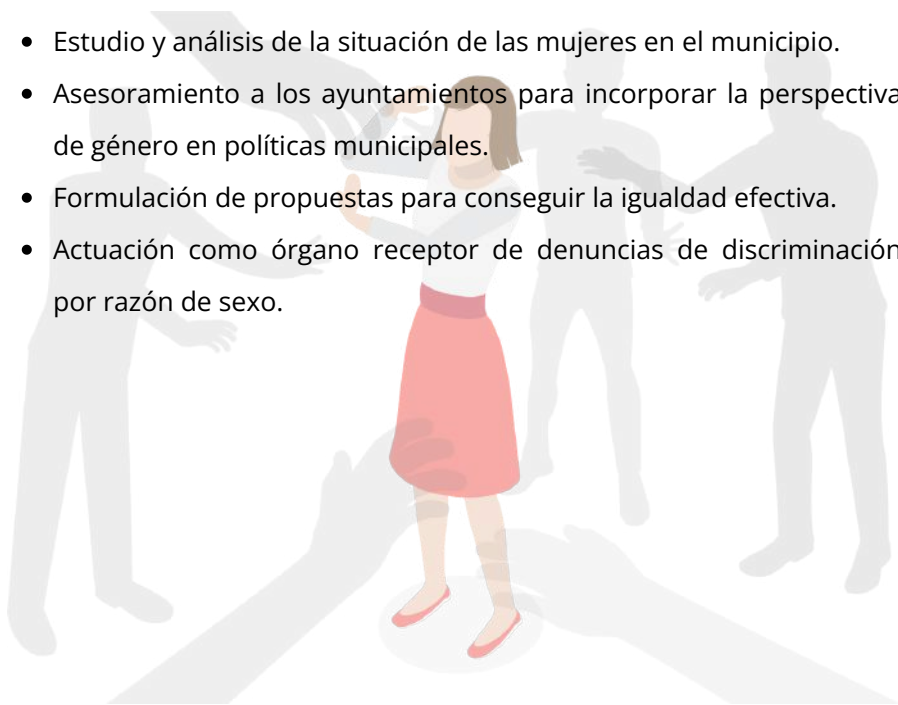 • Estudio y análisis de la situación de las mujeres en el municipio.
• Asesoramiento a los ayuntamientos para incorporar la perspectiva
de género en políticas municipales.
• Formulación de propuestas para conseguir la igualdad efectiva.
• Actuación como órgano receptor de denuncias de discriminación
por razón de sexo.